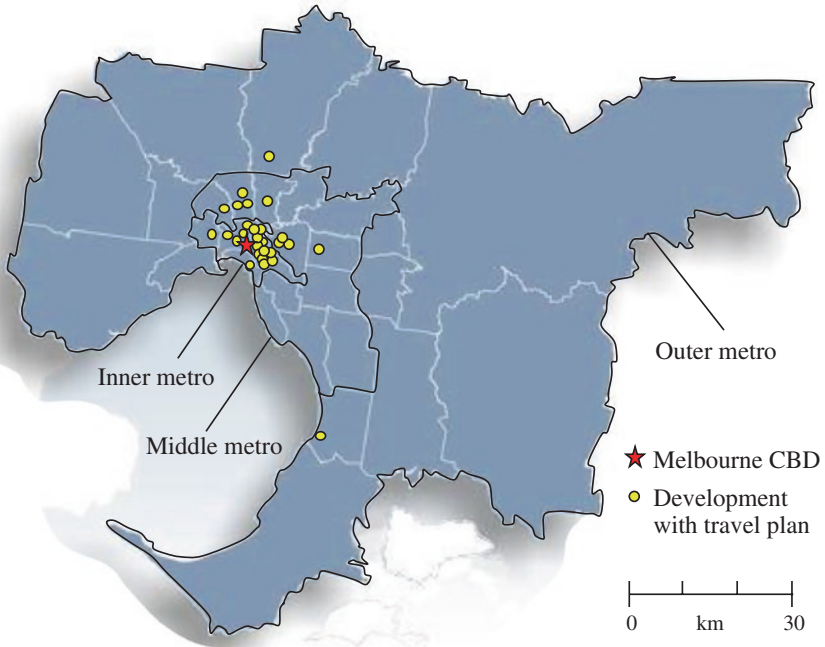 Inner metro
Middle metro
Outer metro
Melbourne CBD
Development
with travel plan
0 km 30